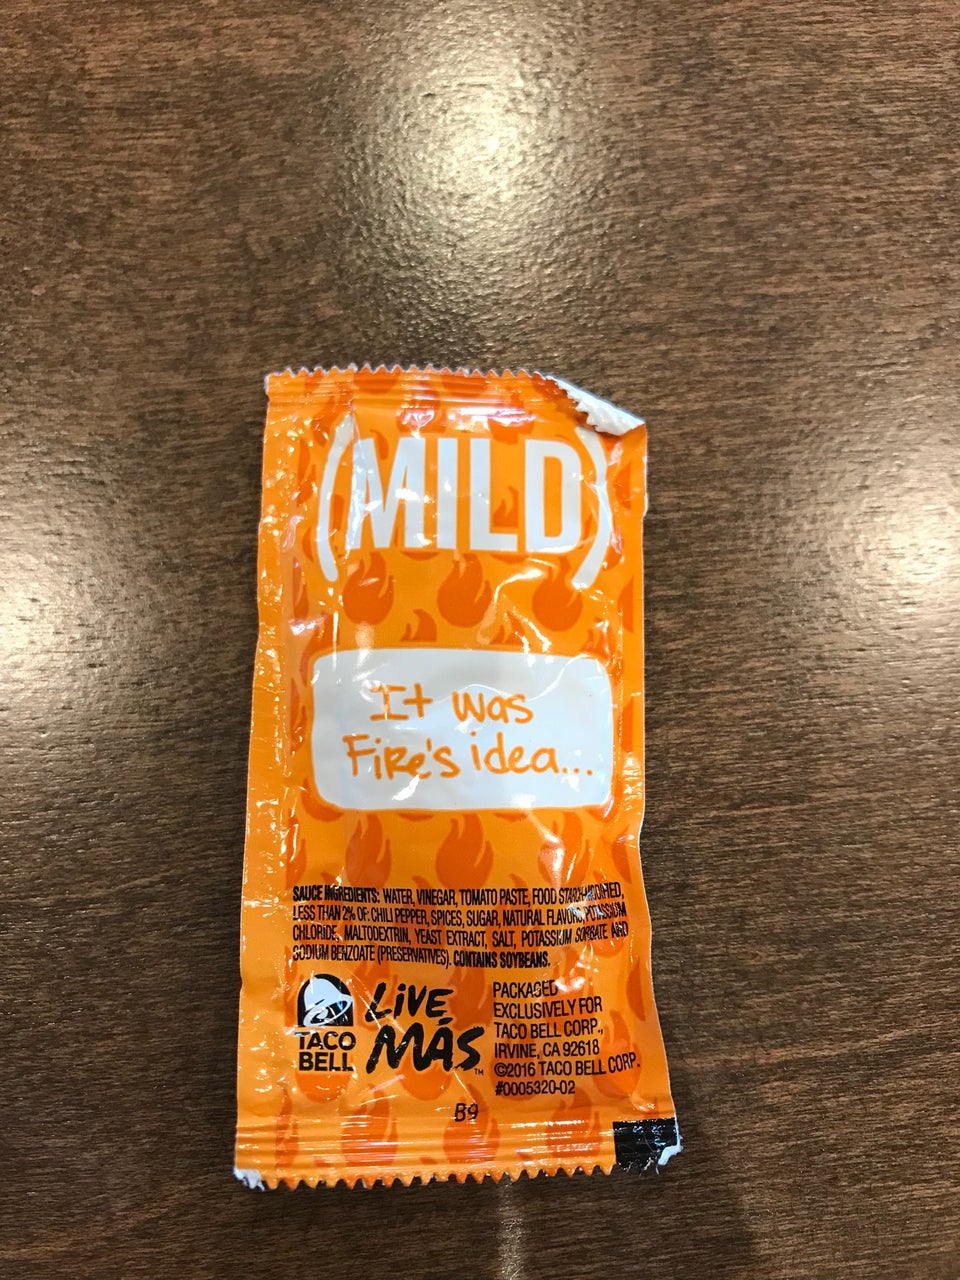 (MILD)
It was
Fire's idea...
SAUCE INGREDIENTS: WATER, VINEGAR, TOMATO PASTE, FOOD STARCH-MODIFIED,
LESS THAN 2% OF: CHILI PEPPER, SPICES, SUGAR, NATURAL FLAVORS, POTASSIUM
CHLORIDE, MALTODEXTRIN, YEAST EXTRACT, SALT, POTASSIUM SORBATE AND
SODIUM BENZOATE (PRESERVATIVES). CONTAINS SOYBEANS.
TACO
BELL
LIVE
MÁS™
PACKAGED
EXCLUSIVELY FOR
TACO BELL CORP.,
IRVINE, CA 92618
©2016 TACO BELL CORP.
#0005320-02
B9